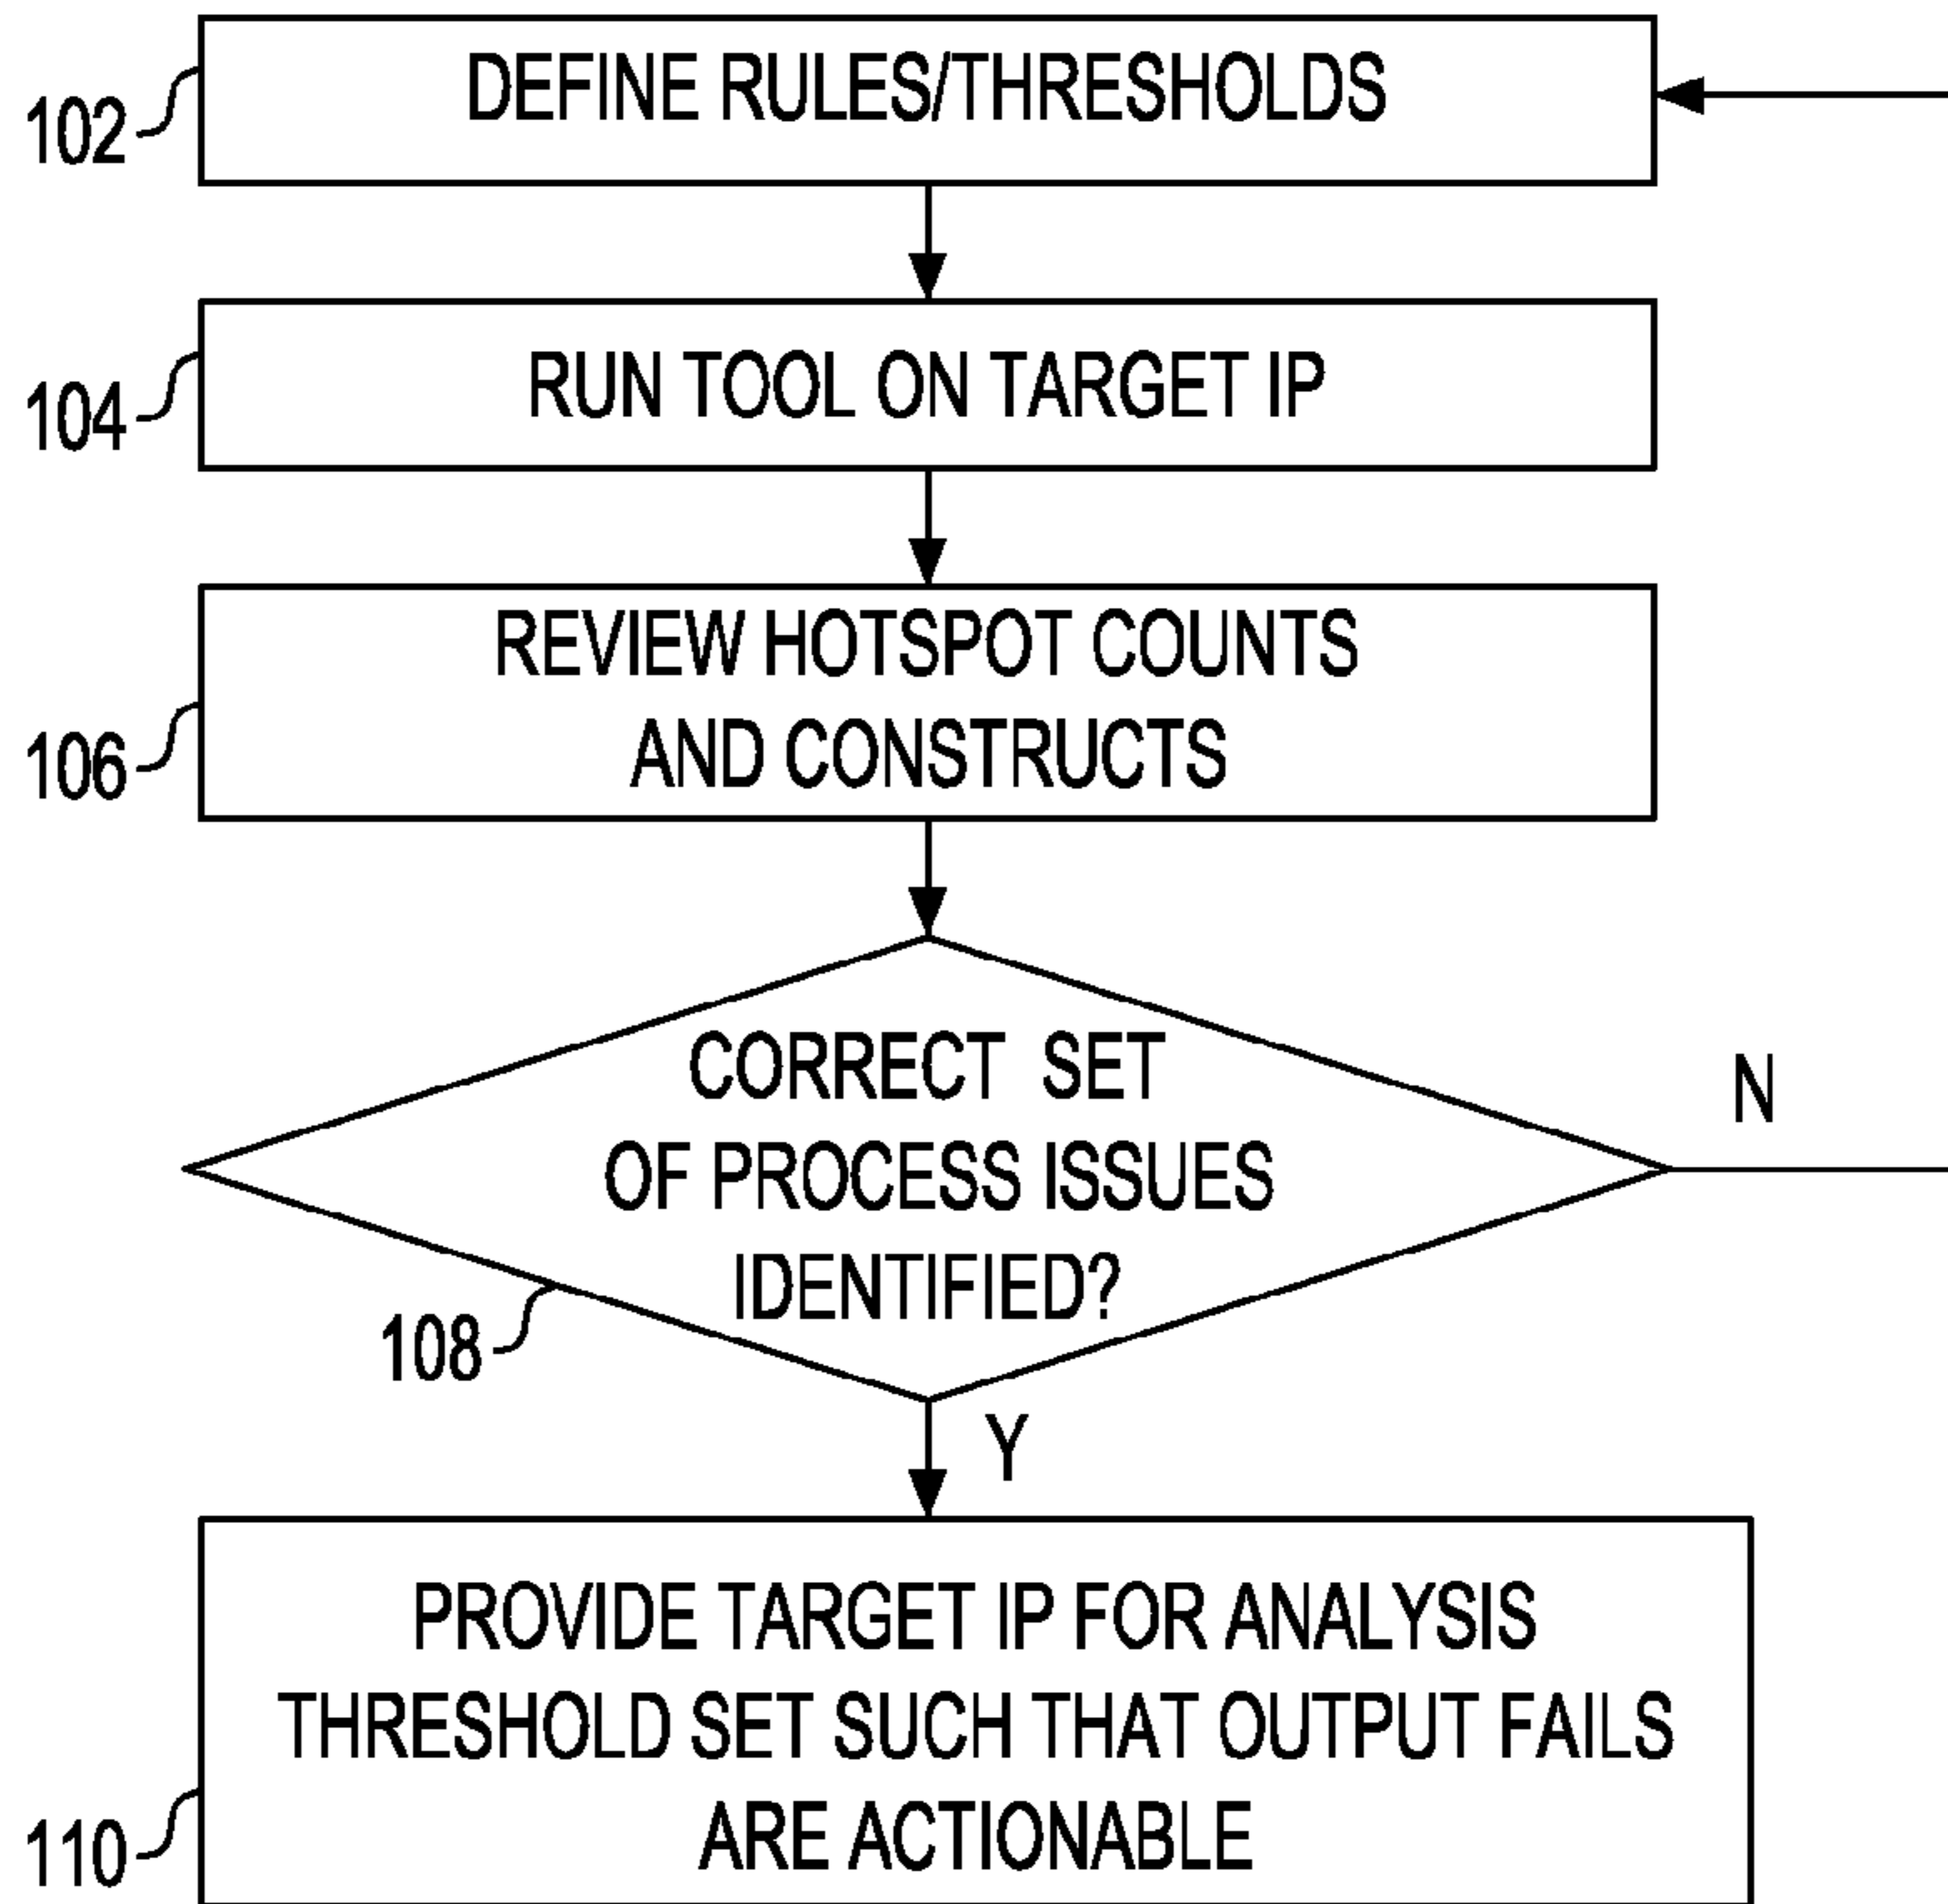 DEFINE RULES/THRESHOLDS
102
RUN TOOL ON TARGET IP
104
REVIEW HOTSPOT COUNTS
AND CONSTRUCTS
106
CORRECT SET
OF PROCESS ISSUES
IDENTIFIED?
N
108
Y
PROVIDE TARGET IP FOR ANALYSIS
THRESHOLD SET SUCH THAT OUTPUT FAILS
ARE ACTIONABLE
110